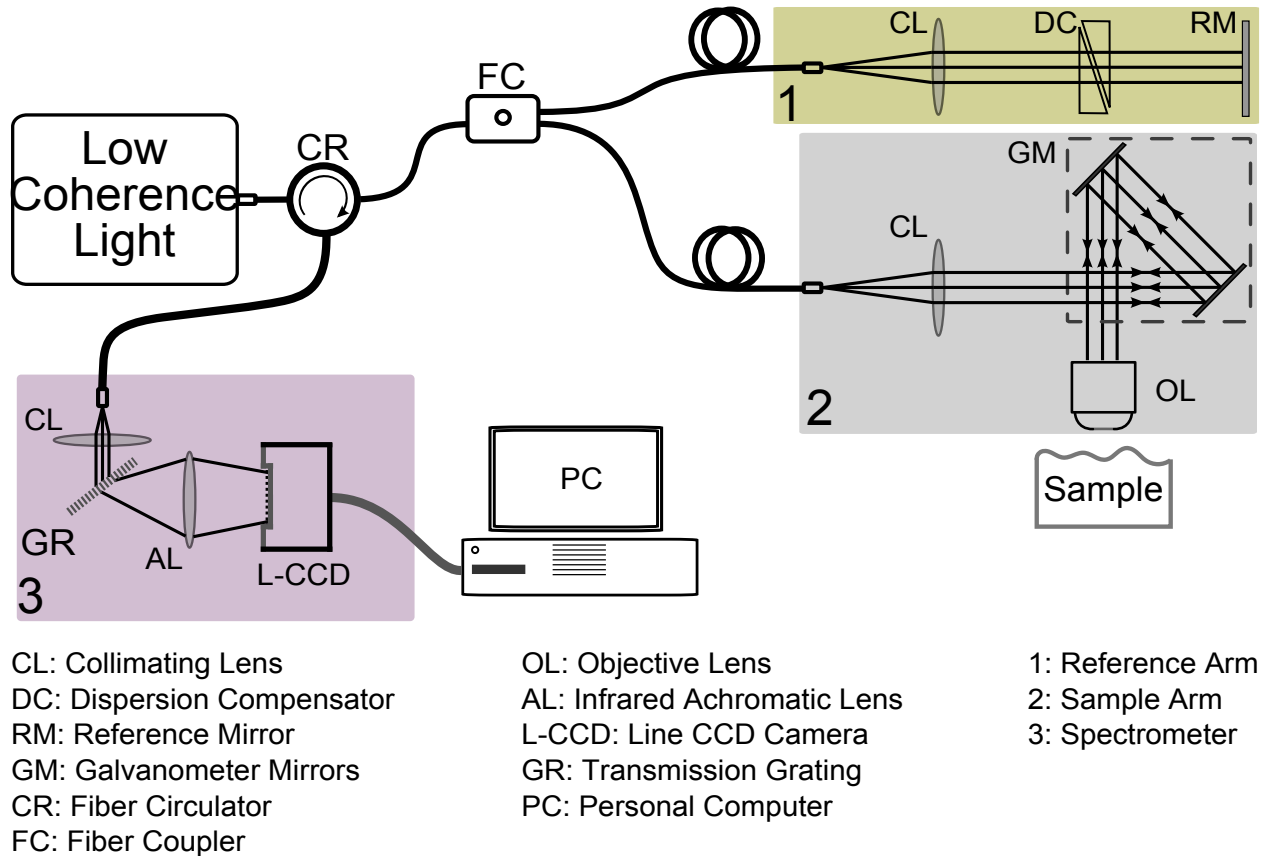 CL
DC
RM
1
FC
Low
Coherence
Light
CR
GM
CL
OL
2
Sample
CL
GR
AL
L-CCD
3
PC
CL: Collimating Lens
DC: Dispersion Compensator
RM: Reference Mirror
GM: Galvanometer Mirrors
CR: Fiber Circulator
FC: Fiber Coupler
OL: Objective Lens
AL: Infrared Achromatic Lens
L-CCD: Line CCD Camera
GR: Transmission Grating
PC: Personal Computer
1: Reference Arm
2: Sample Arm
3: Spectrometer